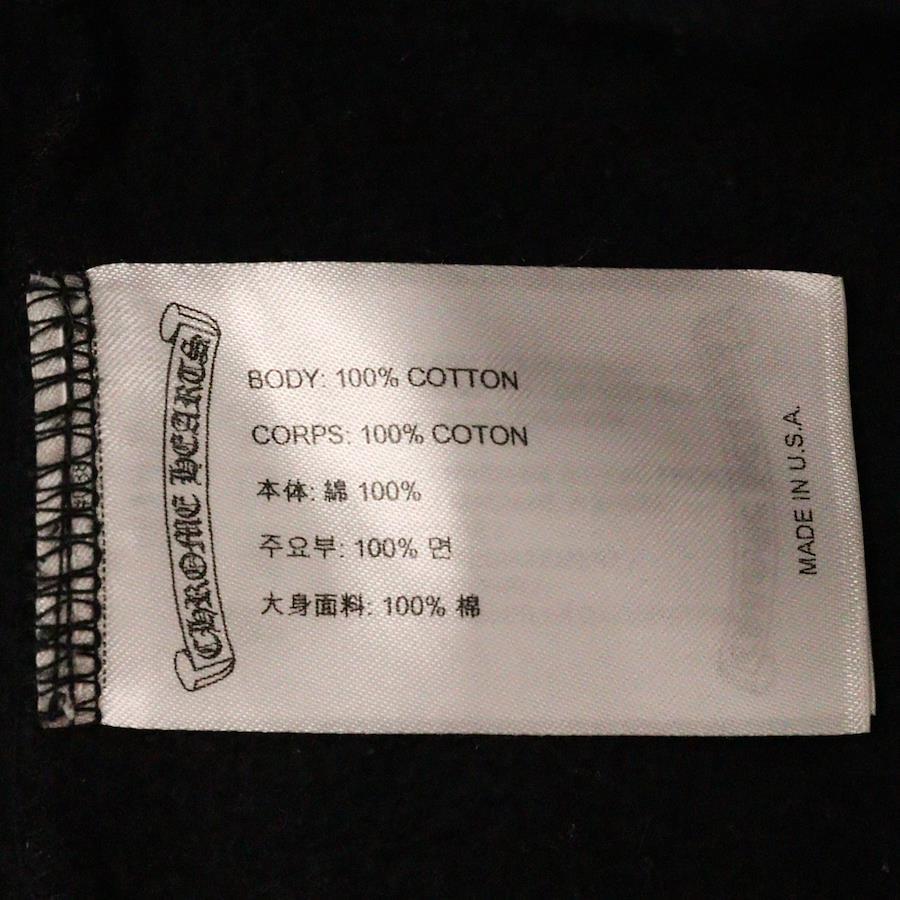 CHROME HEARTS
BODY: 100% COTTON
CORPS: 100% COTON
本体: 綿 100%
주요부: 100% 면
大身面料: 100% 棉
MADE IN U.S.A.